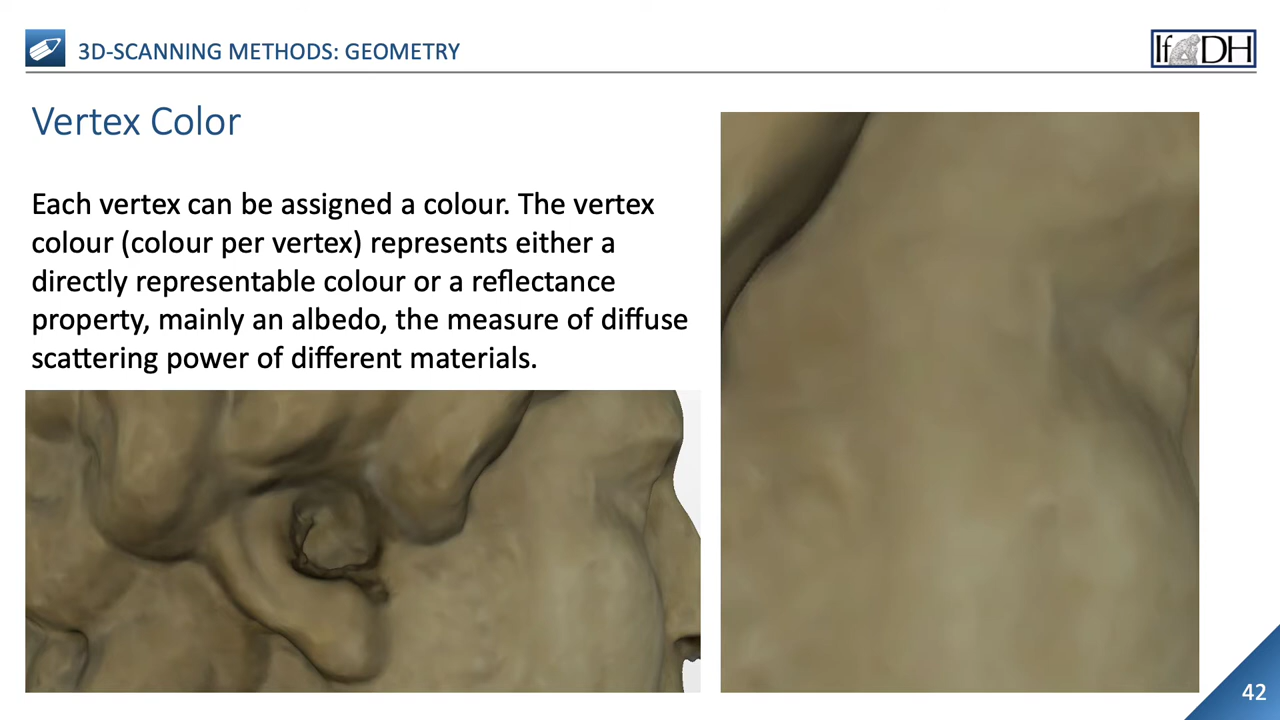 3D-SCANNING METHODS: GEOMETRY
If DH
Vertex Color
Each vertex can be assigned a colour. The vertex
colour (colour per vertex) represents either a
directly representable colour or a reflectance
property, mainly an albedo, the measure of diffuse
scattering power of different materials.
42